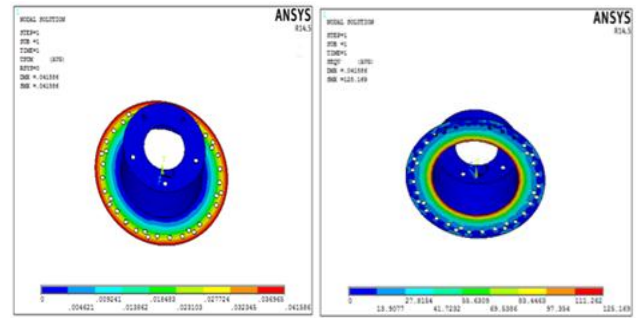 ANSYS
R14.5
NODAL SOLUTION
STEP=1
SUB =1
TIME=1
USUM (AVG)
RSYS=0
DMX =.041586
SMX =.041586
0 .009241 .018483 .027724 .036965
.004621 .013862 .023103 .032345 .041586
ANSYS
R14.5
NODAL SOLUTION
STEP=1
SUB =1
TIME=1
SEQV (AVG)
DMX =.041586
SMX =125.169
0 27.8154 55.6309 83.4463 111.262
13.9077 41.7232 69.5386 97.354 125.169